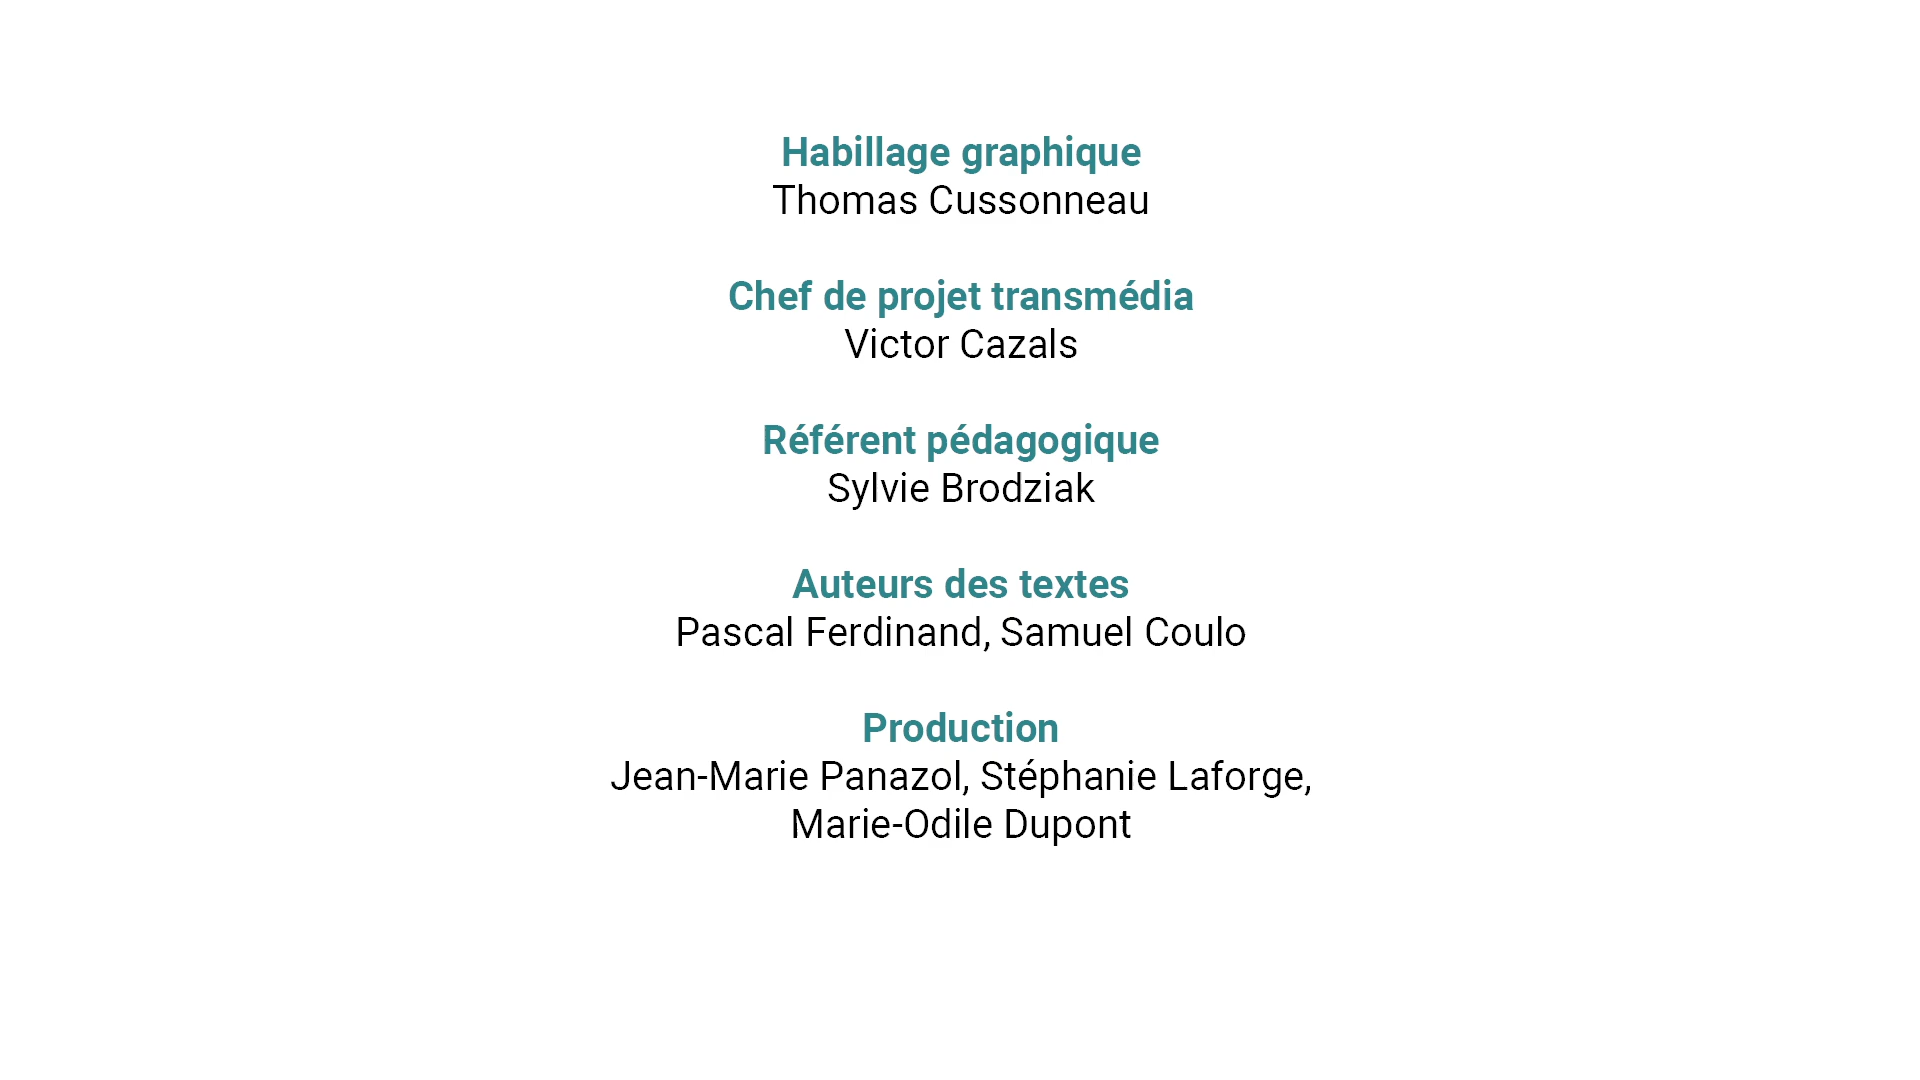 Habillage graphique
Thomas Cussonneau
Chef de projet transmédia
Victor Cazals
Référent pédagogique
Sylvie Brodziak
Auteurs des textes
Pascal Ferdinand, Samuel Coulo
Production
Jean-Marie Panazol, Stéphanie Laforge,
Marie-Odile Dupont